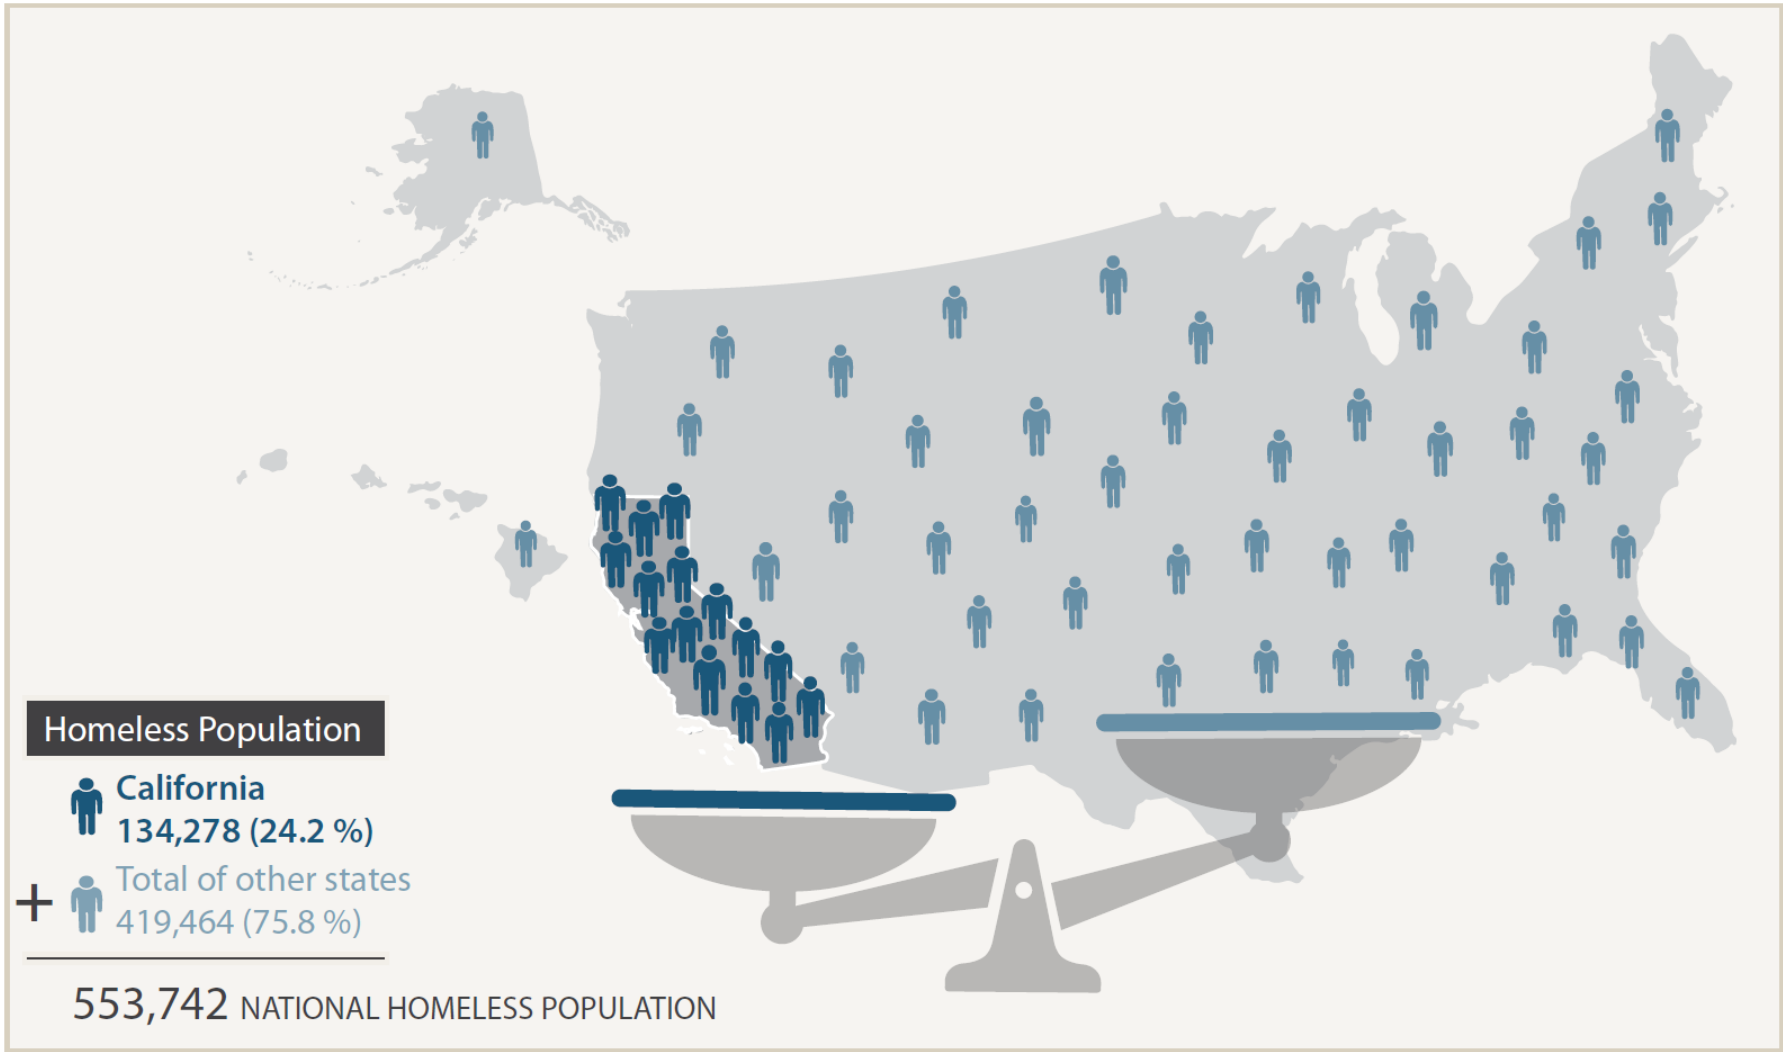 Homeless Population
California
134,278 (24.2 %)
+ Total of other states
419,464 (75.8 %)
553,742 NATIONAL HOMELESS POPULATION